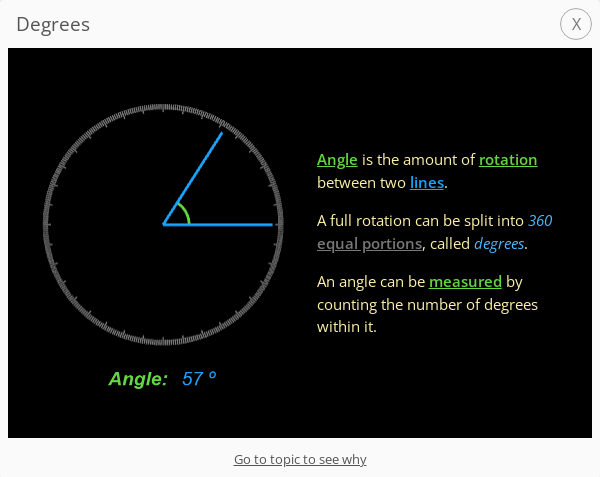 Degrees
X
Angle is the amount of rotation
between two lines.
A full rotation can be split into 360
equal portions, called degrees.
An angle can be measured by
counting the number of degrees
within it.
Angle: 57 º
Go to topic to see why